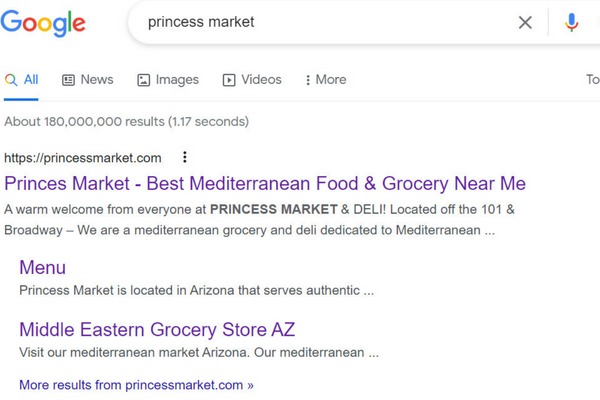 Google
princess market
All News Images Videos More To
About 180,000,000 results (1.17 seconds)
https://princessmarket.com
Princes Market - Best Mediterranean Food & Grocery Near Me
A warm welcome from everyone at PRINCESS MARKET & DELI! Located off the 101 &
Broadway – We are a mediterranean grocery and deli dedicated to Mediterranean ...
Menu
Princess Market is located in Arizona that serves authentic ...
Middle Eastern Grocery Store AZ
Visit our mediterranean market Arizona. Our mediterranean ...
More results from princessmarket.com »